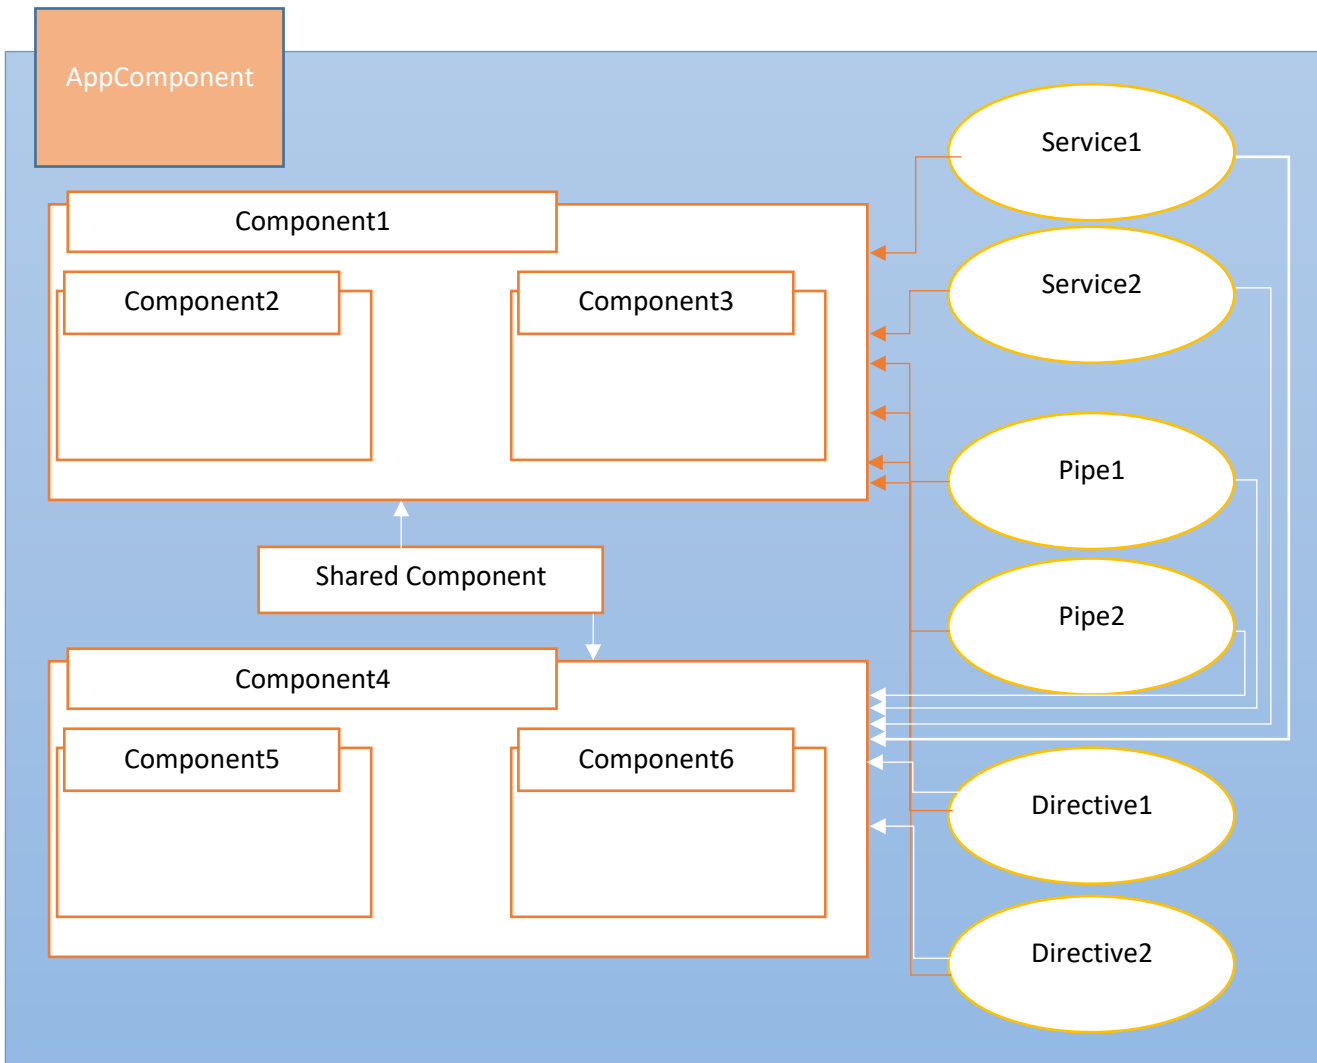 AppComponent
Service1
Component1
Service2
Component2
Component3
Pipe1
Shared Component
Pipe2
Component4
Component5
Component6
Directive1
Directive2